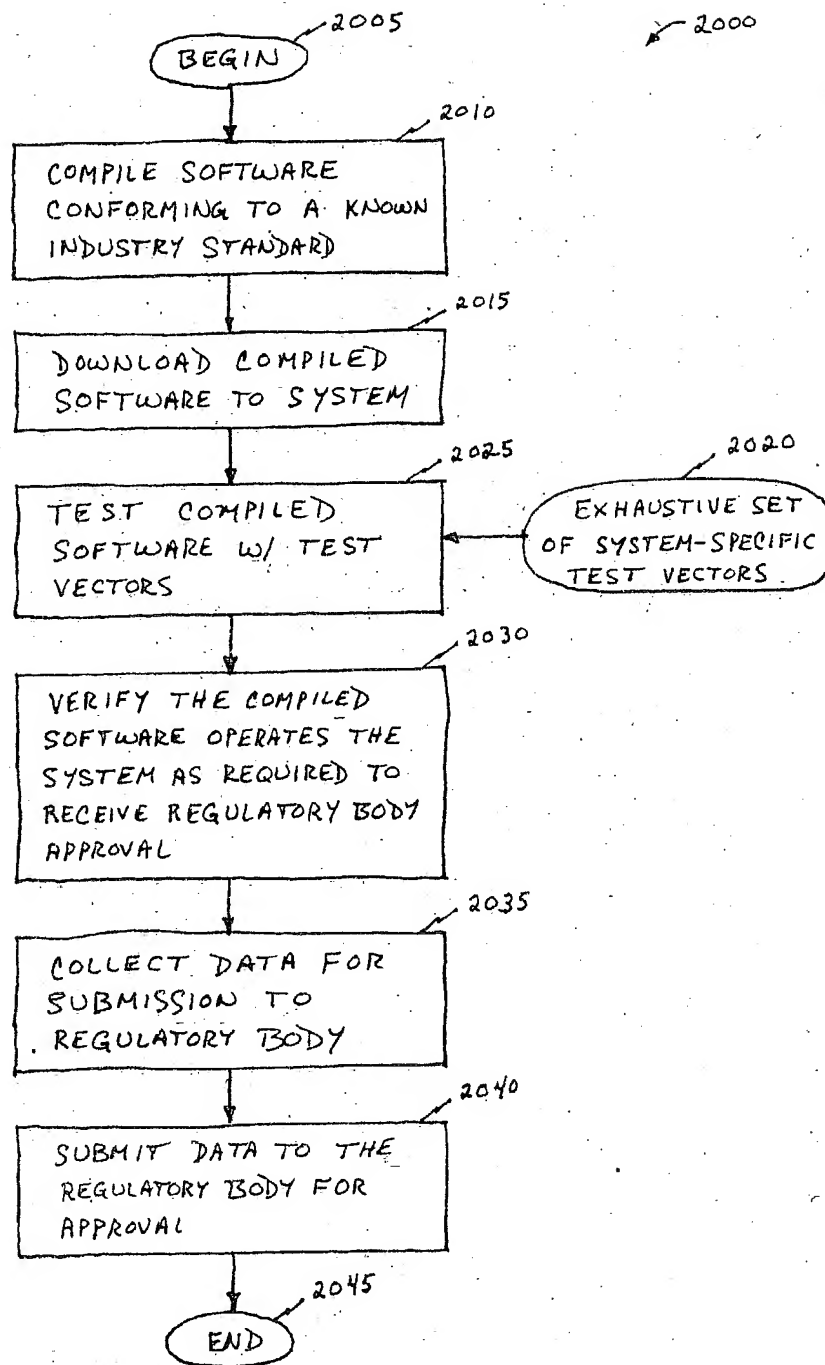 2005
2000
BEGIN
2010
COMPILE SOFTWARE
CONFORMING TO A KNOWN
INDUSTRY STANDARD
2015
DOWNLOAD COMPILED
SOFTWARE TO SYSTEM
2025
TEST COMPILED
SOFTWARE W/ TEST
VECTORS
2020
EXHAUSTIVE SET
OF SYSTEM-SPECIFIC
TEST VECTORS
2030
VERIFY THE COMPILED
SOFTWARE OPERATES THE
SYSTEM AS REQUIRED TO
RECEIVE REGULATORY BODY
APPROVAL
2035
COLLECT DATA FOR
SUBMISSION TO
REGULATORY BODY
2040
SUBMIT DATA TO THE
REGULATORY BODY FOR
APPROVAL
2045
END